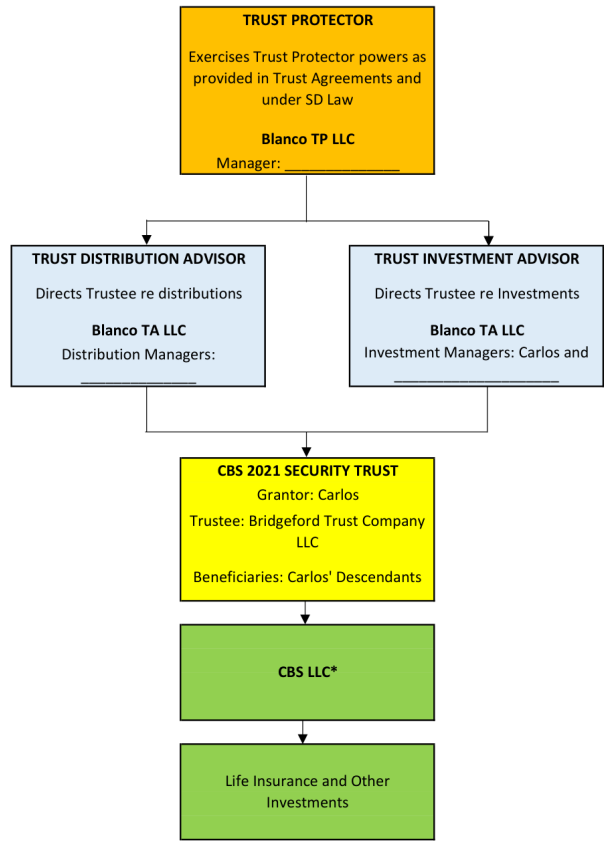 TRUST PROTECTOR
Exercises Trust Protector powers as
provided in Trust Agreements and
under SD Law
Blanco TP LLC
Manager: ______________
TRUST DISTRIBUTION ADVISOR
Directs Trustee re distributions
Blanco TA LLC
Distribution Managers:
______________
TRUST INVESTMENT ADVISOR
Directs Trustee re Investments
Blanco TA LLC
Investment Managers: Carlos and
____________________
CBS 2021 SECURITY TRUST
Grantor: Carlos
Trustee: Bridgeford Trust Company
LLC
Beneficiaries: Carlos' Descendants
CBS LLC*
Life Insurance and Other
Investments